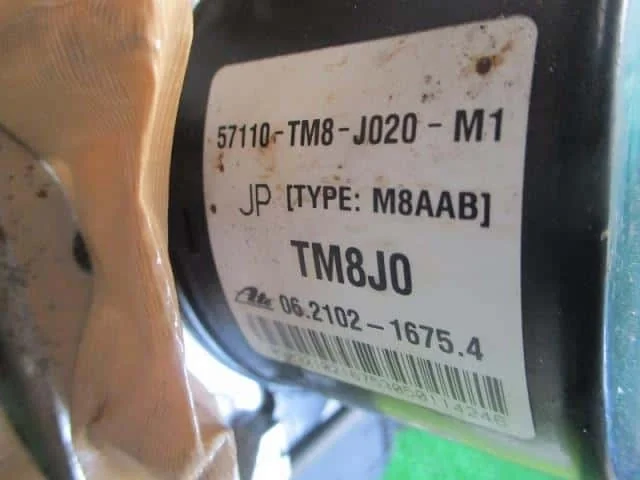 57110-TM8-J020-M1
JP [TYPE: M8AAB]
TM8J0
Ate 06.2102-1675.4